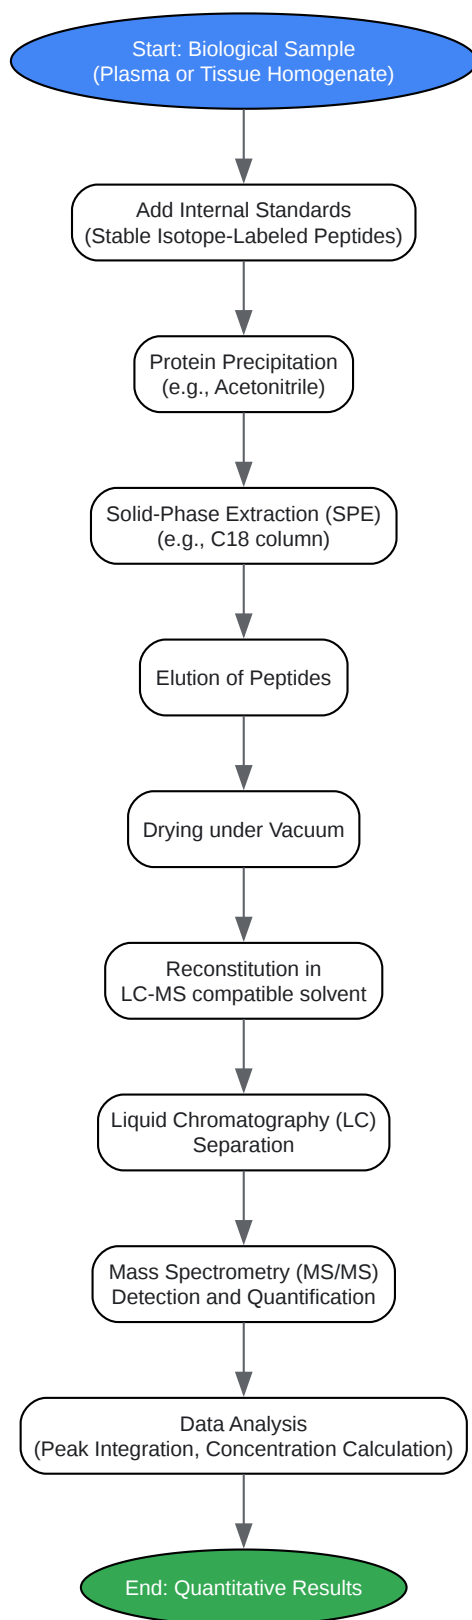 Start: Biological Sample
(Plasma or Tissue Homogenate)
Add Internal Standards
(Stable Isotope-Labeled Peptides)
Protein Precipitation
(e.g., Acetonitrile)
Solid-Phase Extraction (SPE)
(e.g., C18 column)
Elution of Peptides
Drying under Vacuum
Reconstitution in
LC-MS compatible solvent
Liquid Chromatography (LC)
Separation
Mass Spectrometry (MS/MS)
Detection and Quantification
Data Analysis
(Peak Integration, Concentration Calculation)
End: Quantitative Results